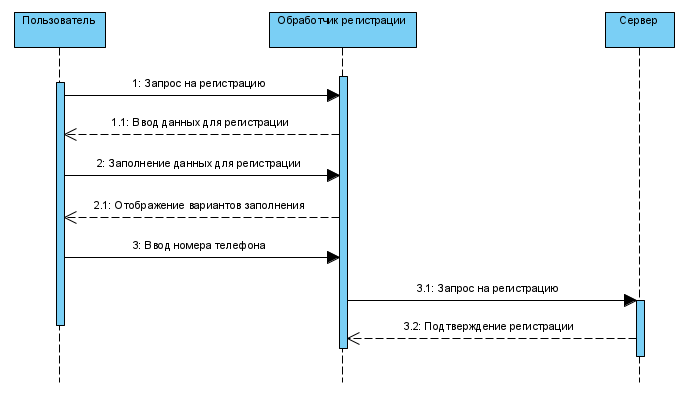 Пользователь
Обработчик регистрации
Сервер
1: Запрос на регистрацию
1.1: Ввод данных для регистрации
2: Заполнение данных для регистрации
2.1: Отображение вариантов заполнения
3: Ввод номера телефона
3.1: Запрос на регистрацию
3.2: Подтверждение регистрации